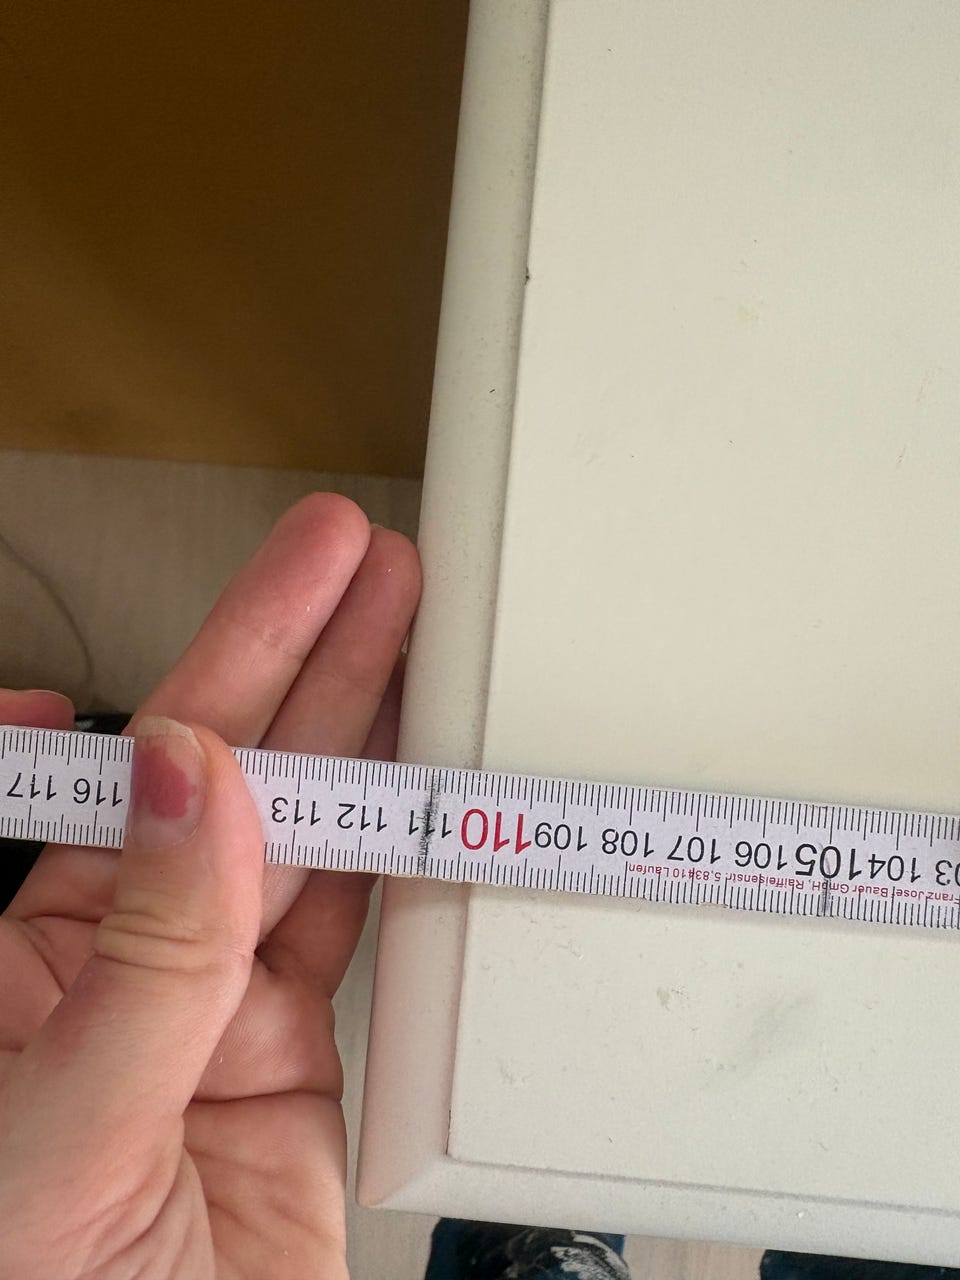 03 104 105 106 107 108 109 110 111 112 113 116 117
Franz Josef Bauer GmbH, Raiffeisenstr 5,83410 Laufen